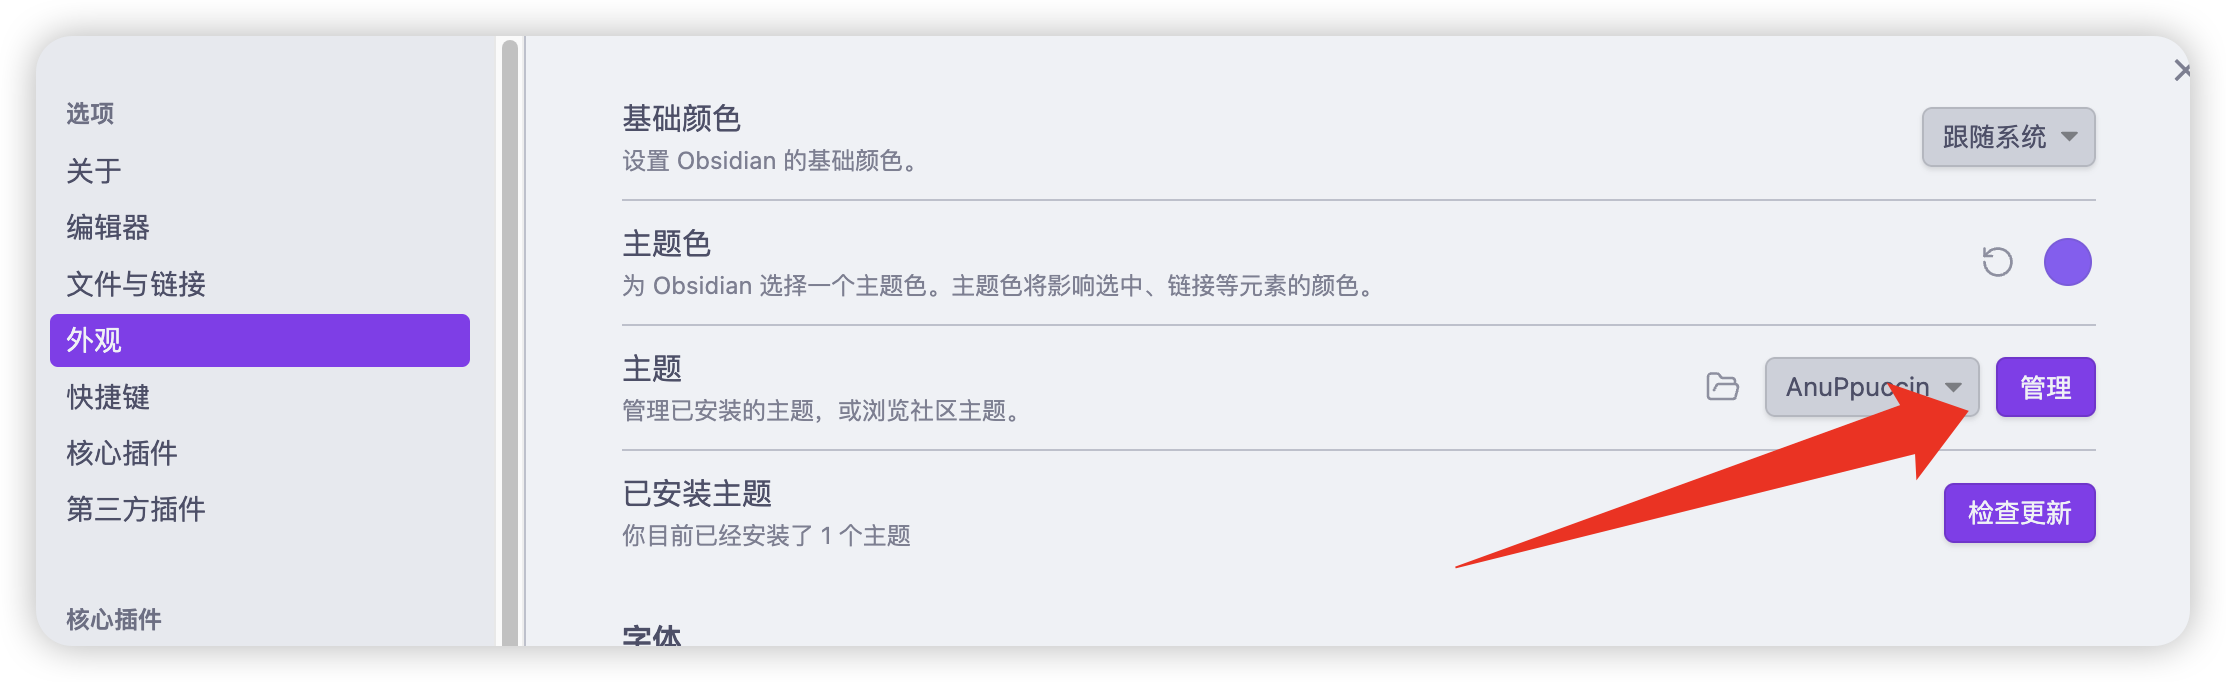 选项
关于
编辑器
文件与链接
外观
快捷键
核心插件
第三方插件
核心插件
基础颜色
设置 Obsidian 的基础颜色。
跟随系统
主题色
为 Obsidian 选择一个主题色。主题色将影响选中、链接等元素的颜色。
主题
管理已安装的主题，或浏览社区主题。
AnuPpuccin
管理
已安装主题
你目前已经安装了 1 个主题
检查更新
字体